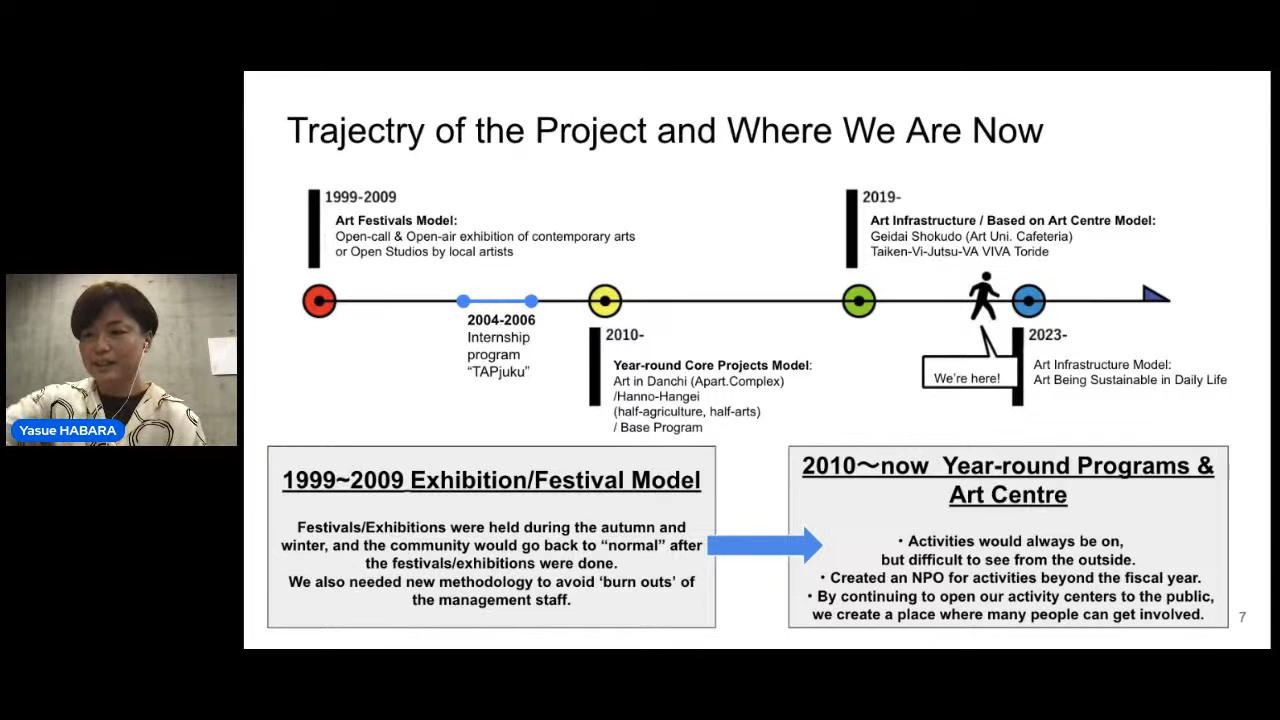 Trajectry of the Project and Where We Are Now
1999-2009
Art Festivals Model:
Open-call & Open-air exhibition of contemporary arts
or Open Studios by local artists
2019-
Art Infrastructure / Based on Art Centre Model:
Geidai Shokudo (Art Uni. Cafeteria)
Taiken-Vi-Jutsu-VA VIVA Toride
2004-2006
Internship
program
“TAPjuku”
2010-
Year-round Core Projects Model:
Art in Danchi (Apart.Complex)
/Hanno-Hangei
(half-agriculture, half-arts)
/ Base Program
We’re here!
2023-
Art Infrastructure Model:
Art Being Sustainable in Daily Life
Yasue HABARA
1999~2009 Exhibition/Festival Model
Festivals/Exhibitions were held during the autumn and
winter, and the community would go back to “normal” after
the festivals/exhibitions were done.
We also needed new methodology to avoid ‘burn outs’ of
the management staff.
2010〜now Year-round Programs &
Art Centre
・Activities would always be on,
but difficult to see from the outside.
・Created an NPO for activities beyond the fiscal year.
・By continuing to open our activity centers to the public,
we create a place where many people can get involved.
7